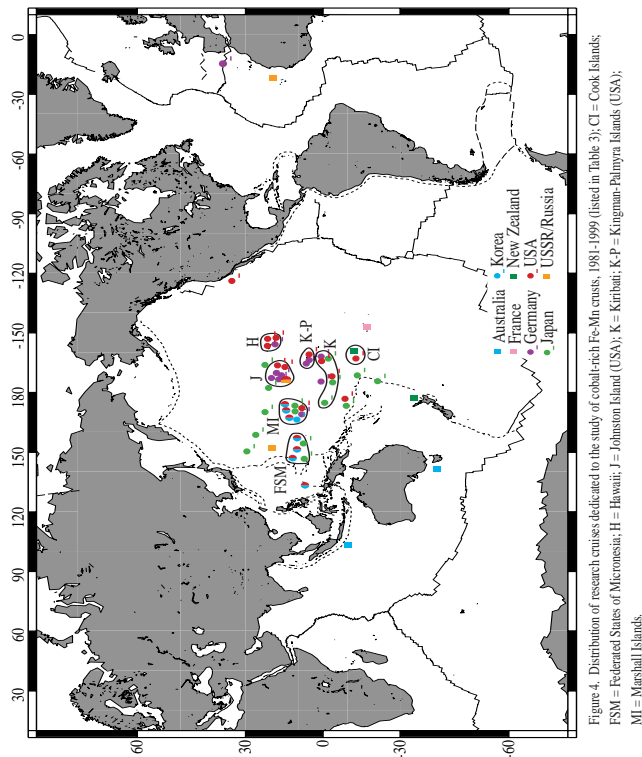 30
60
90
120
150
180
-150
-120
-90
-60
-30
0
60
30
0
-30
-60
H
J
K-P
MI
K
FSM
CI
Australia
Korea
France
New Zealand
Germany
USA
Japan
USSR/Russia
Figure 4. Distribution of research cruises dedicated to the study of cobalt-rich Fe-Mn crusts, 1981-1999 (listed in Table 3); CI = Cook Islands;
FSM = Federated States of Micronesia; H = Hawaii; J = Johnston Island (USA); K = Kiribati; K-P = Kingman-Palmyra Islands (USA);
MI = Marshall Islands.